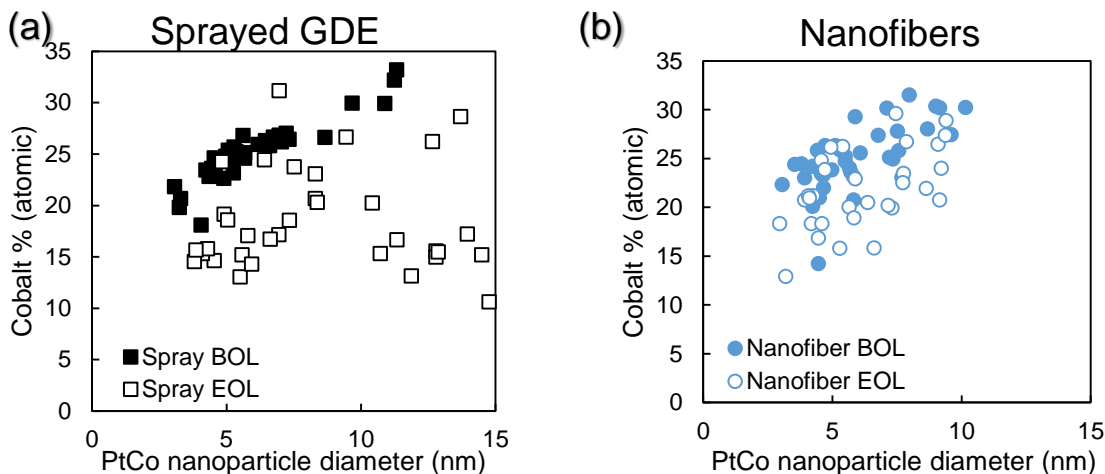 (a)
Sprayed GDE
35
30
25
20
15
10
5
0
Cobalt % (atomic)
Spray BOL
Spray EOL
0 5 10 15
PtCo nanoparticle diameter (nm)
(b)
Nanofibers
35
30
25
20
15
10
5
0
Cobalt % (atomic)
Nanofiber BOL
Nanofiber EOL
0 5 10 15
PtCo nanoparticle diameter (nm)